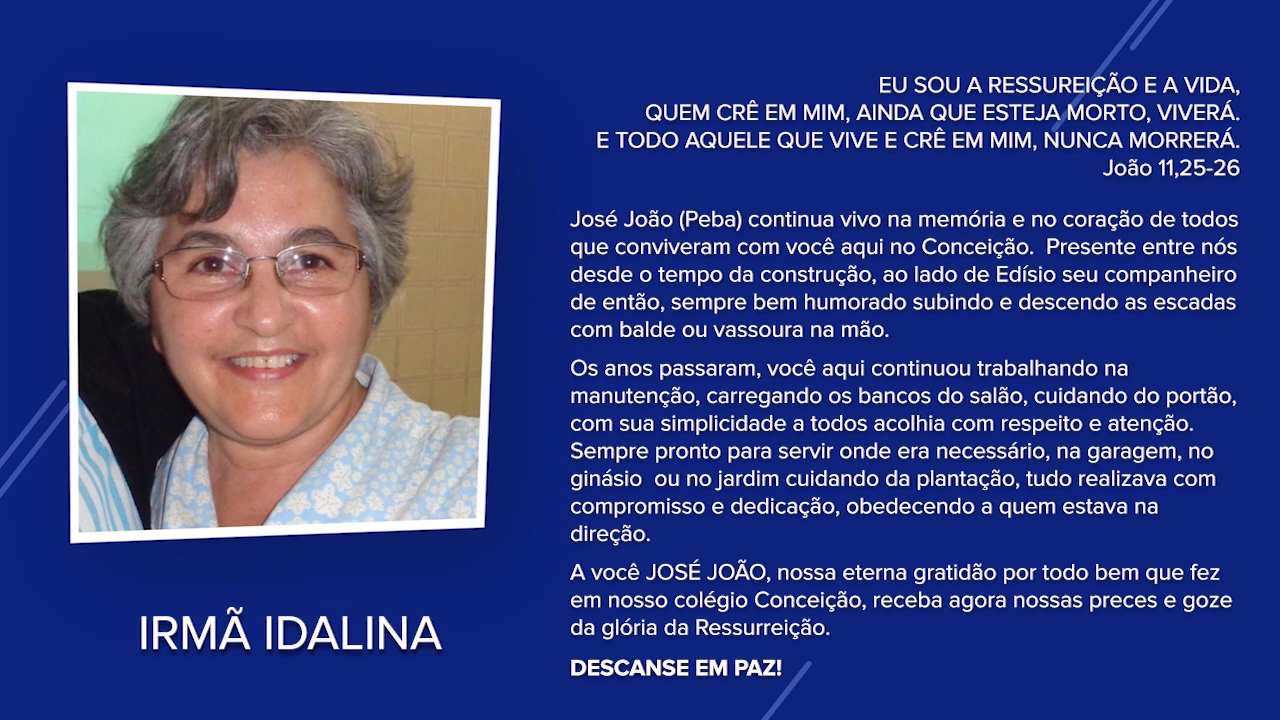 EU SOU A RESSUREIÇÃO E A VIDA,
QUEM CRÊ EM MIM, AINDA QUE ESTEJA MORTO, VIVERÁ.
E TODO AQUELE QUE VIVE E CRÊ EM MIM, NUNCA MORRERÁ.
João 11,25-26
José João (Peba) continua vivo na memória e no coração de todos
que conviveram com você aqui no Conceição.  Presente entre nós
desde o tempo da construção, ao lado de Edísio seu companheiro
de então, sempre bem humorado subindo e descendo as escadas
com balde ou vassoura na mão.
Os anos passaram, você aqui continuou trabalhando na
manutenção, carregando os bancos do salão, cuidando do portão,
com sua simplicidade a todos acolhia com respeito e atenção.
Sempre pronto para servir onde era necessário, na garagem, no
ginásio  ou no jardim cuidando da plantação, tudo realizava com
compromisso e dedicação, obedecendo a quem estava na
direção.
A você JOSÉ JOÃO, nossa eterna gratidão por todo bem que fez
em nosso colégio Conceição, receba agora nossas preces e goze
da glória da Ressurreição.
DESCANSE EM PAZ!
IRMÃ IDALINA